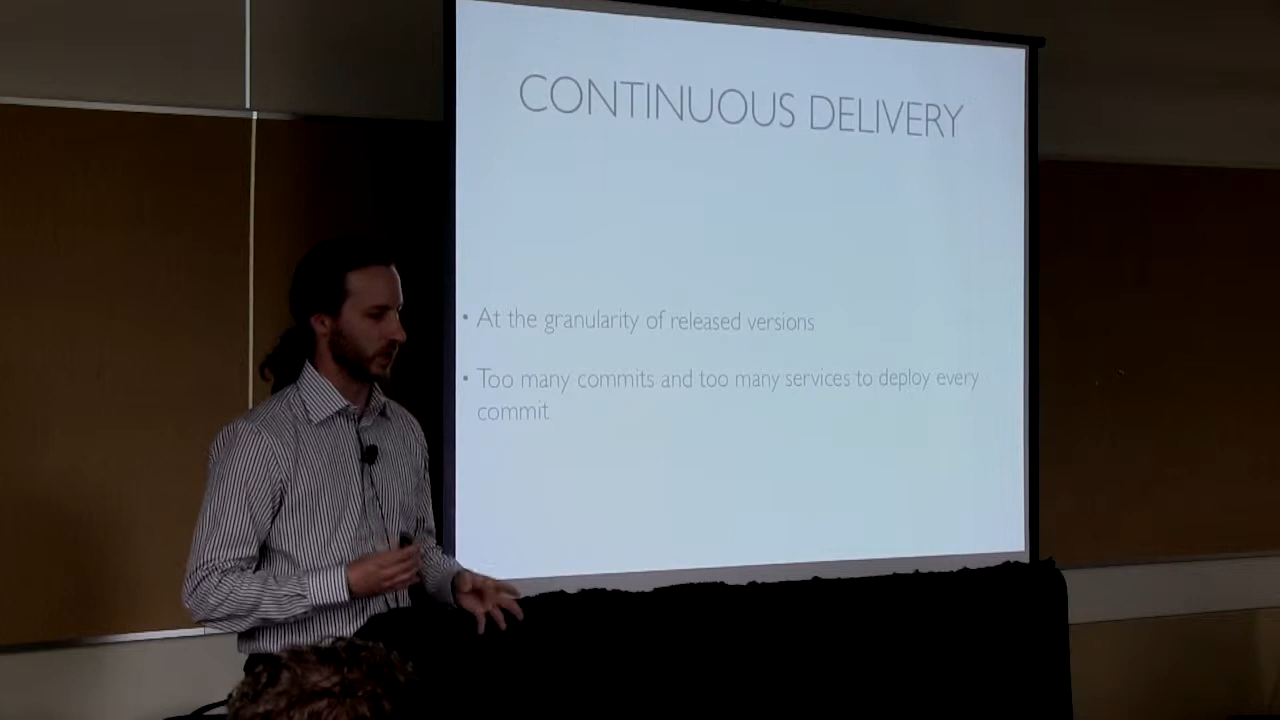 CONTINUOUS DELIVERY
• At the granularity of released versions
• Too many commits and too many services to deploy every
commit